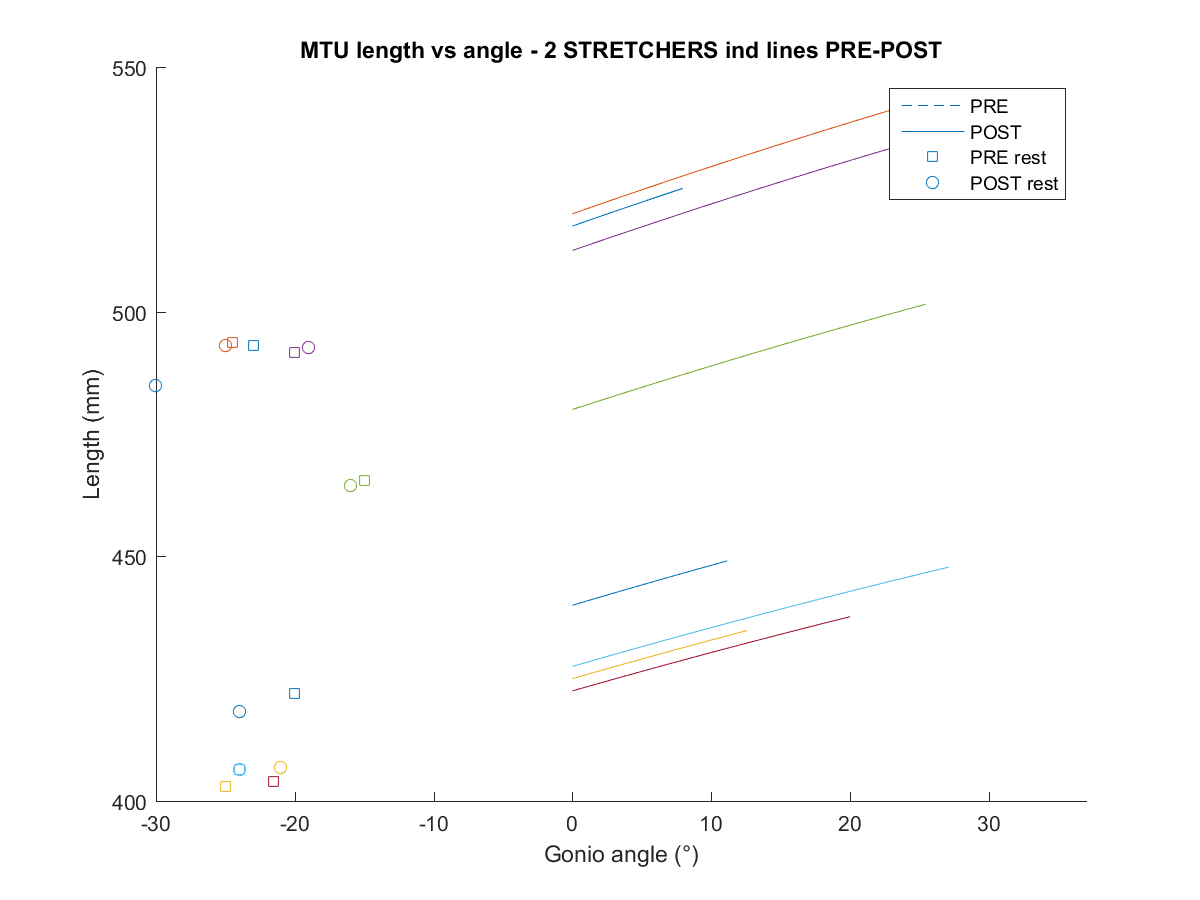 MTU length vs angle - 2 STRETCHERS ind lines PRE-POST
550
500
450
400
Length (mm)
-30
-20
-10
0
10
20
30
Gonio angle (°)
PRE
POST
PRE rest
POST rest